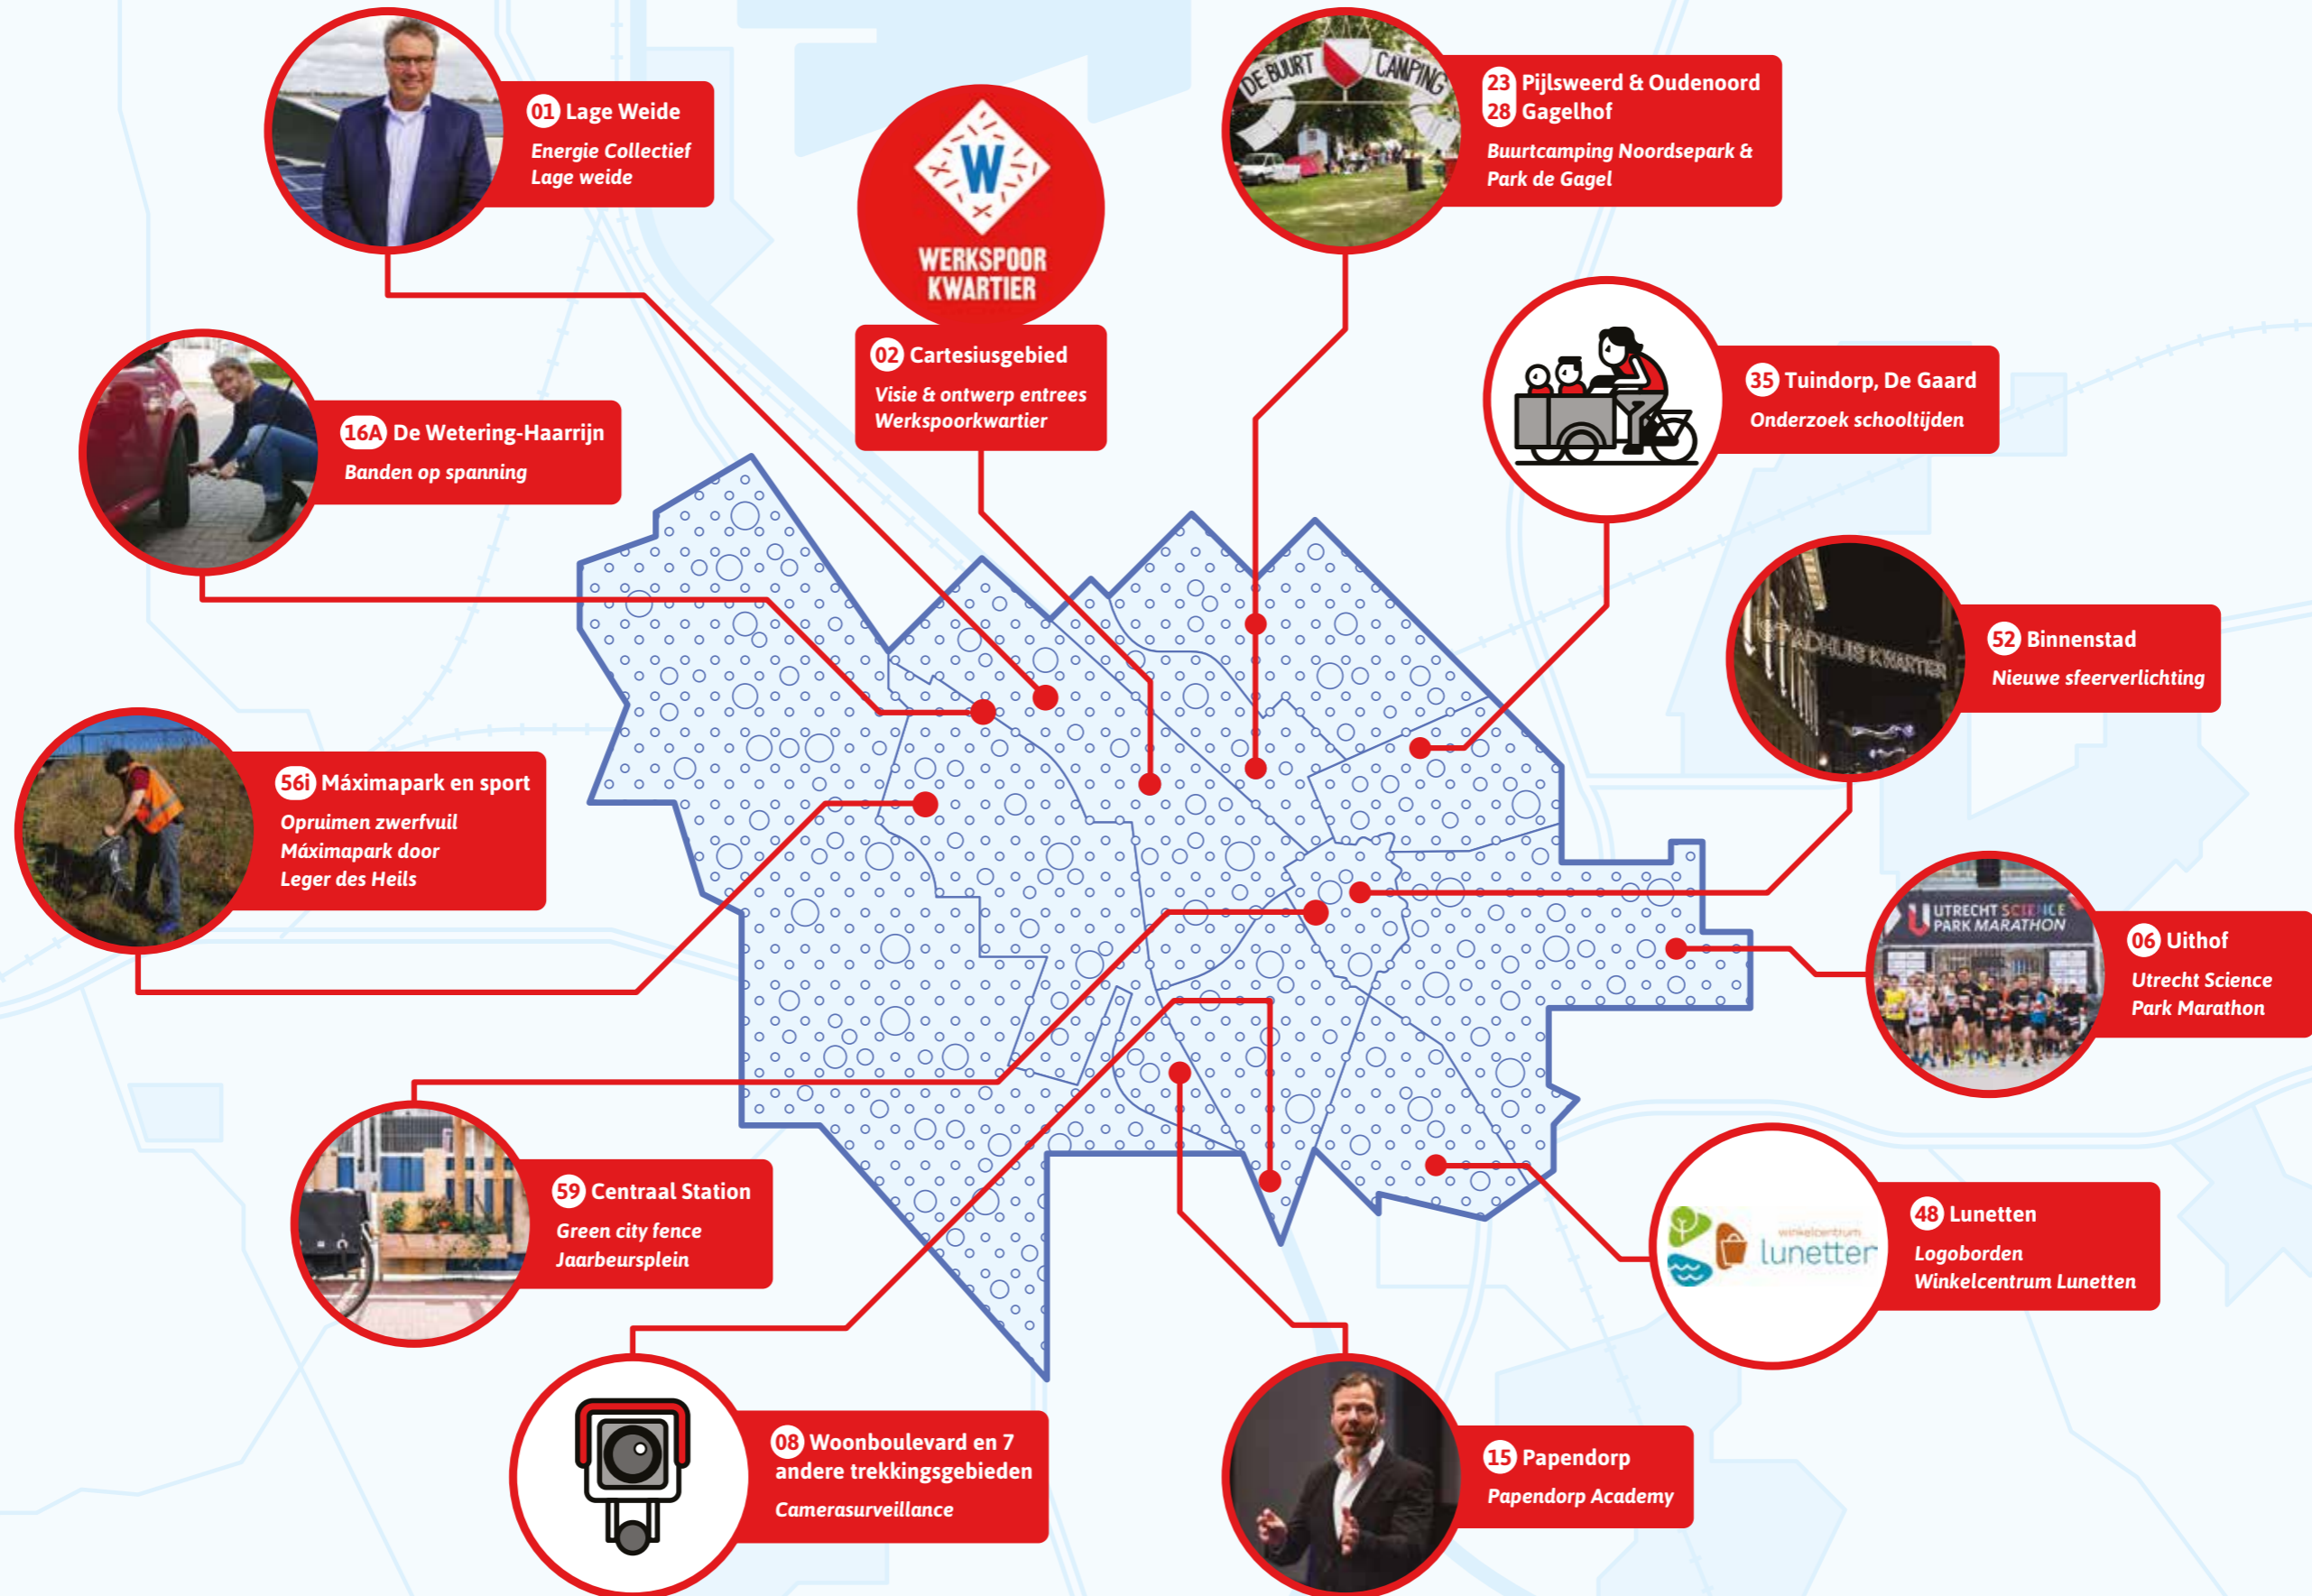 01 Lage Weide
Energie Collectief
Lage weide
W
WERKSPOOR
KWARTIER
02 Cartesiusgebied
Visie & ontwerp entrees
Werkspoorkwartier
DE BUURT CAMPING
23 Pijlsweerd & Oudenoord
28 Gagelhof
Buurtcamping Noordsepark &
Park de Gagel
35 Tuindorp, De Gaard
Onderzoek schooltijden
16A De Wetering-Haarrijn
Banden op spanning
STADHUIS KWARTIER
52 Binnenstad
Nieuwe sfeerverlichting
56i Máximapark en sport
Opruimen zwerfvuil
Máximapark door
Leger des Heils
UTRECHT SCIENCE
PARK MARATHON
06 Uithof
Utrecht Science
Park Marathon
59 Centraal Station
Green city fence
Jaarbeursplein
winkelcentrum
lunetten
48 Lunetten
Logoborden
Winkelcentrum Lunetten
08 Woonboulevard en 7
andere trekkingsgebieden
Camerasurveillance
15 Papendorp
Papendorp Academy